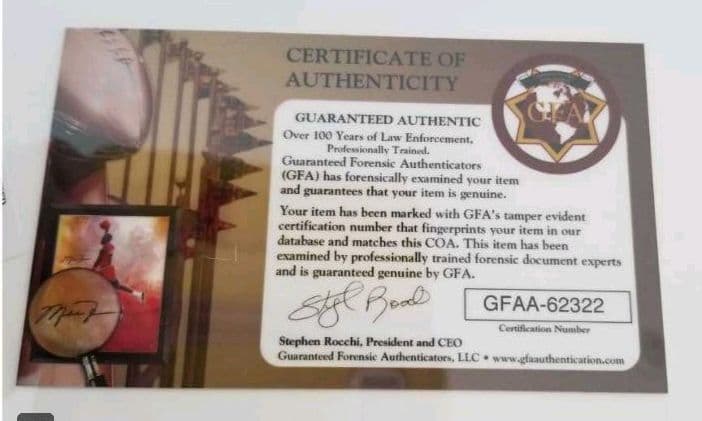 CERTIFICATE OF
AUTHENTICITY
GFA
GUARANTEED AUTHENTIC
Over 100 Years of Law Enforcement,
Professionally Trained.
Guaranteed Forensic Authenticators
(GFA) has forensically examined your item
and guarantees that your item is genuine.
Your item has been marked with GFA's tamper evident
certification number that fingerprints your item in our
database and matches this COA. This item has been
examined by professionally trained forensic document experts
and is guaranteed genuine by GFA.
GFAA-62322
Certification Number
Stephen Rocchi, President and CEO
Guaranteed Forensic Authenticators, LLC • www.gfaauthentication.com